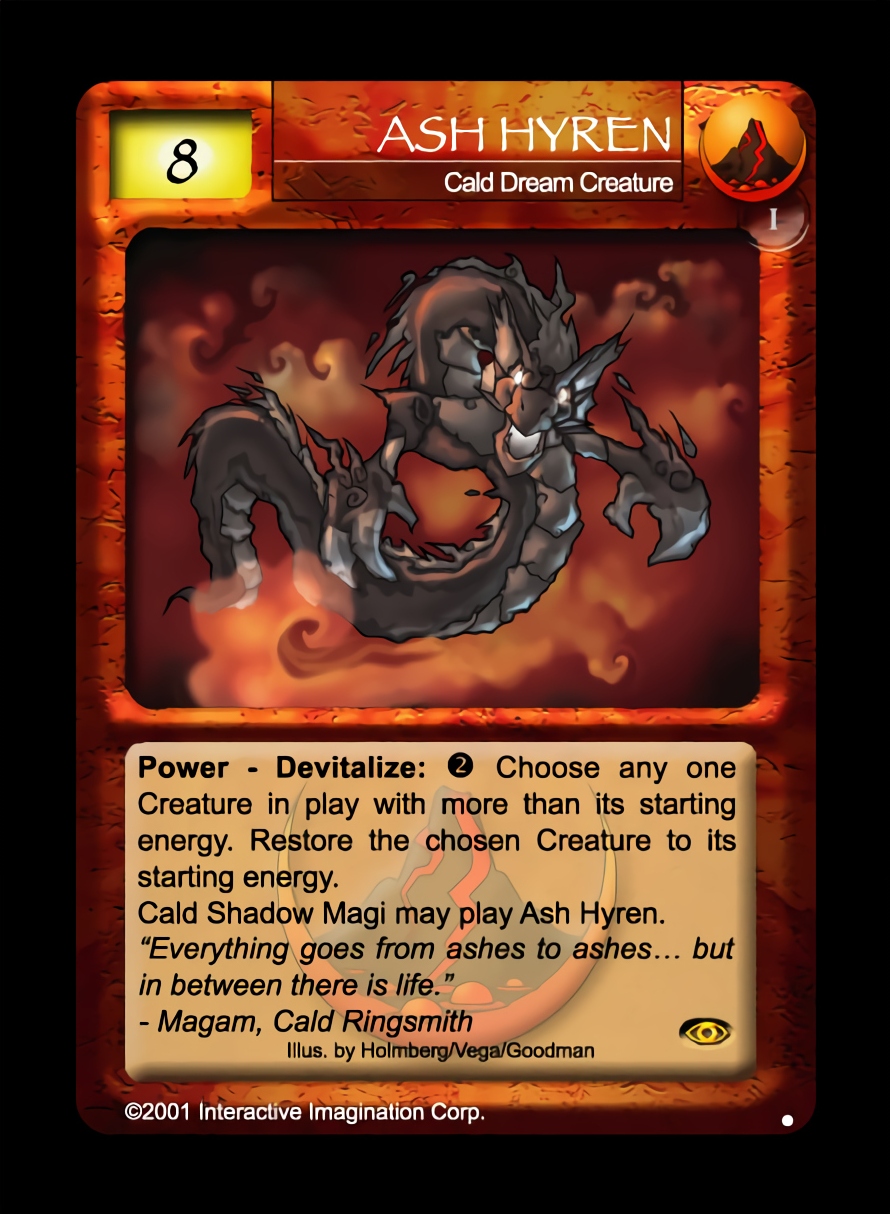 8
ASH HYREN
Cald Dream Creature
I
Power - Devitalize: ❷ Choose any one
Creature in play with more than its starting
energy. Restore the chosen Creature to its
starting energy.
Cald Shadow Magi may play Ash Hyren.
“Everything goes from ashes to ashes… but
in between there is life.”
- Magam, Cald Ringsmith
Illus. by Holmberg/Vega/Goodman
©2001 Interactive Imagination Corp.